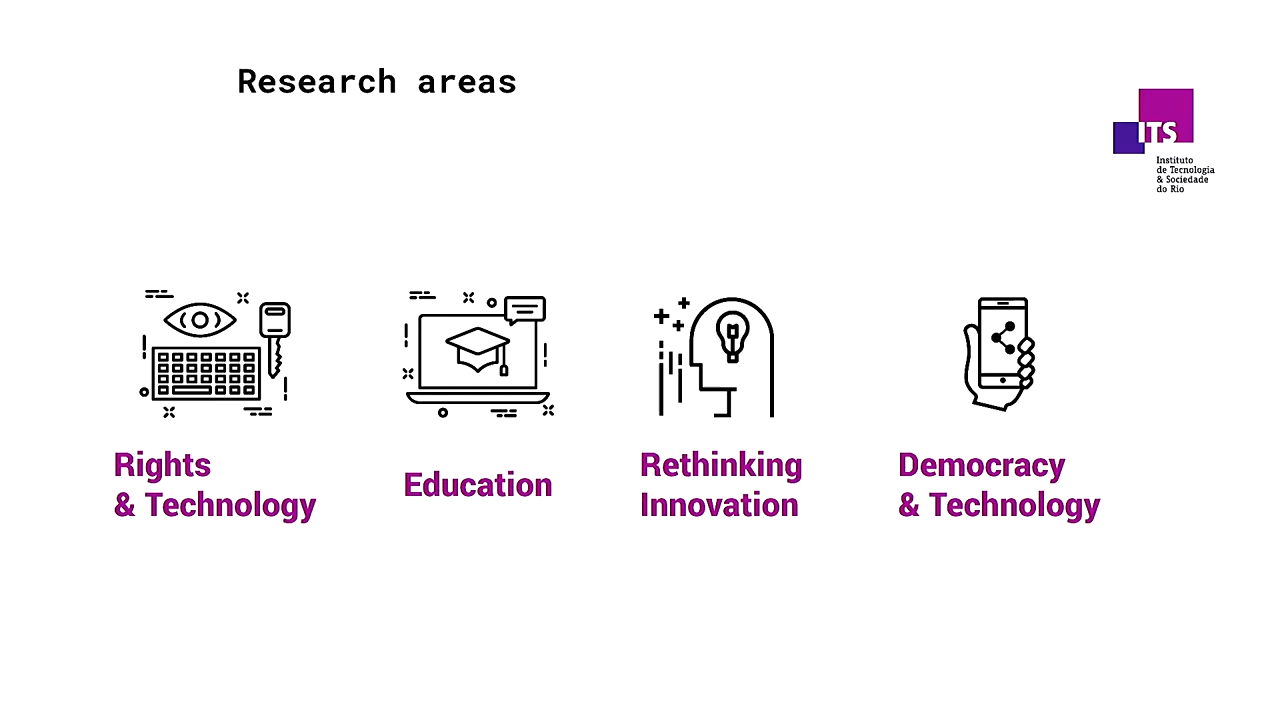 Research areas
ITS
Instituto
de Tecnologia
& Sociedade
do Rio
Rights
& Technology
Education
Rethinking
Innovation
Democracy
& Technology